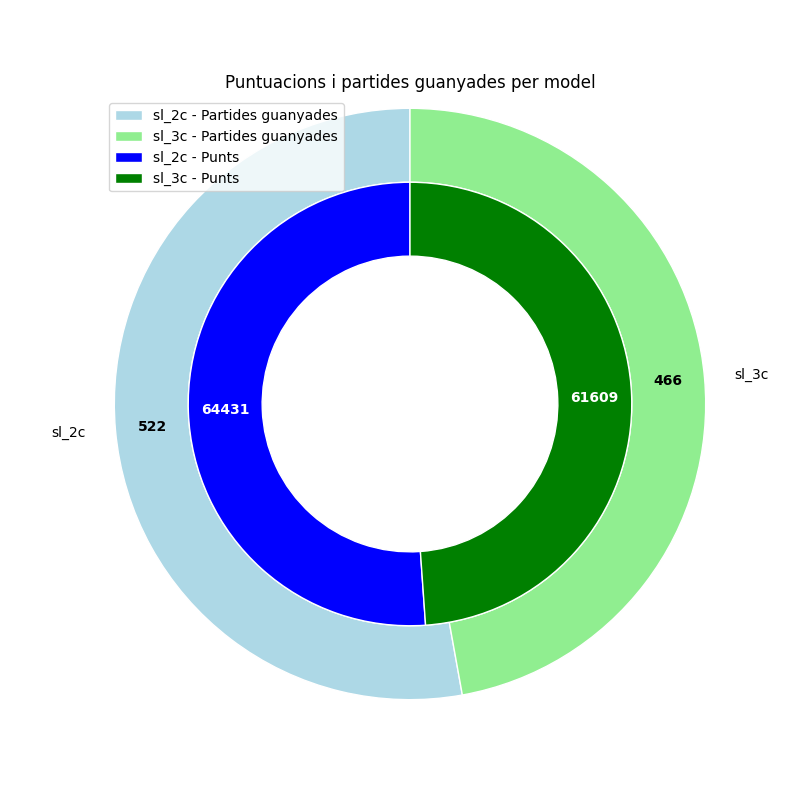 Puntuacions i partides guanyades per model
sl_2c - Partides guanyades
sl_3c - Partides guanyades
sl_2c - Punts
sl_3c - Punts
sl_3c
466
61609
64431
522
sl_2c